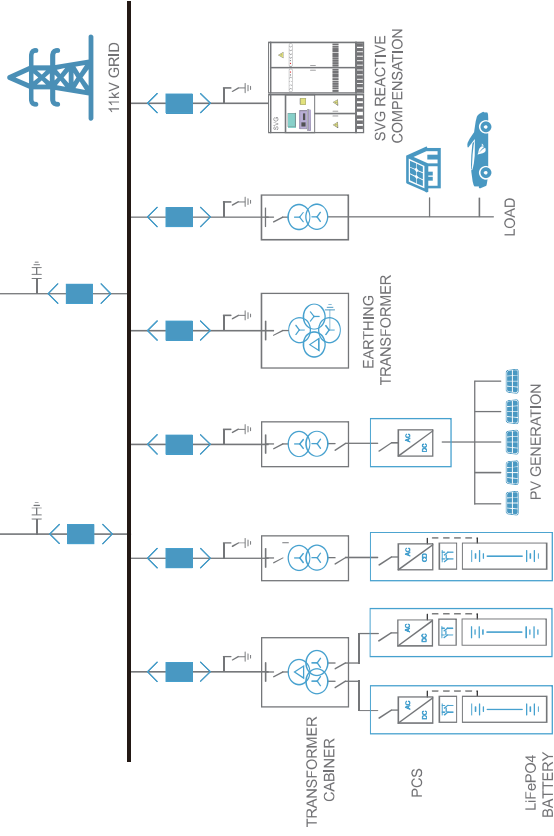 11kV GRID
SVG
SVG REACTIVE
COMPENSATION
LOAD
EARTHING
TRANSFORMER
AC
DC
PV GENERATION
AC
AC
DC
AC
DC
TRANSFORMER
CABINER
PCS
LiFePO4
BATTERY